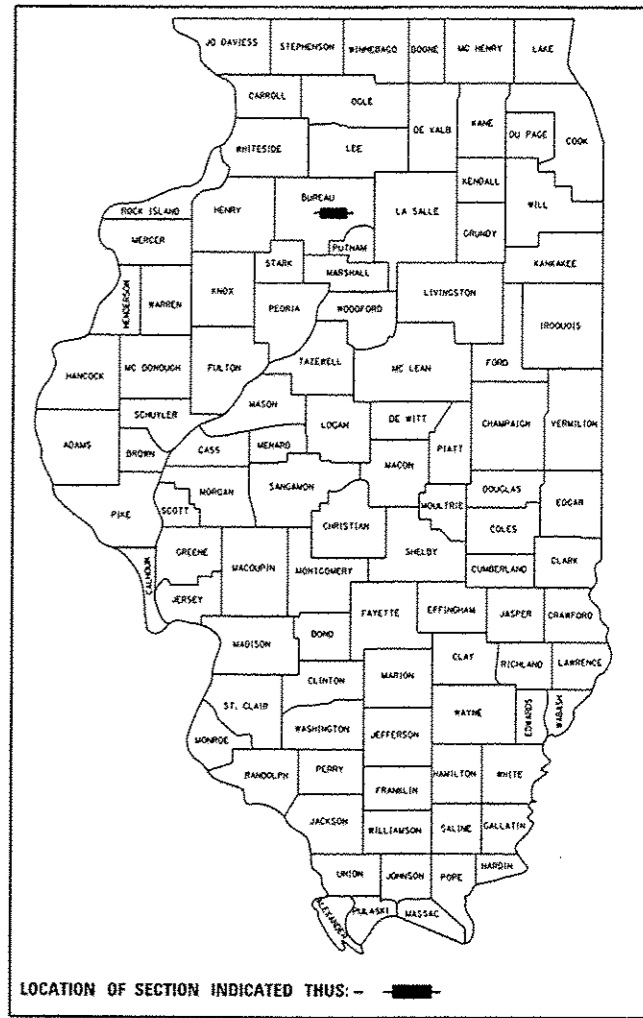 JO DAVIESS
STEPHENSON
WINNEBAGO
BOONE
MC HENRY
LAKE
CARROLL
OGLE
DE KALB
KANE
DU PAGE
COOK
WHITESIDE
LEE
KENDALL
WILL
ROCK ISLAND
HENRY
BUREAU
LA SALLE
GRUNDY
MERCER
PUTNAM
STARK
MARSHALL
KANKAKEE
HENDERSON
WARREN
KNOX
PEORIA
WOODFORD
LIVINGSTON
IROQUOIS
HANCOCK
MC DONOUGH
FULTON
TAZEWELL
MC LEAN
FORD
SCHUYLER
MASON
LOGAN
DE WITT
CHAMPAIGN
VERMILION
ADAMS
BROWN
CASS
MENARD
MACON
PIATT
PIKE
SCOTT
MORGAN
SANGAMON
CHRISTIAN
MOULTRIE
DOUGLAS
EDGAR
COLES
CALHOUN
GREENE
MACOUPIN
MONTGOMERY
SHELBY
CUMBERLAND
CLARK
JERSEY
FAYETTE
EFFINGHAM
JASPER
CRAWFORD
MADISON
BOND
CLAY
RICHLAND
LAWRENCE
CLINTON
MARION
ST. CLAIR
WAYNE
EDWARDS
WABASH
MONROE
WASHINGTON
JEFFERSON
RANDOLPH
PERRY
HAMILTON
WHITE
FRANKLIN
JACKSON
WILLIAMSON
SALINE
GALLATIN
UNION
JOHNSON
POPE
HARDIN
ALEXANDER
PULASKI
MASSAC
LOCATION OF SECTION INDICATED THUS: -